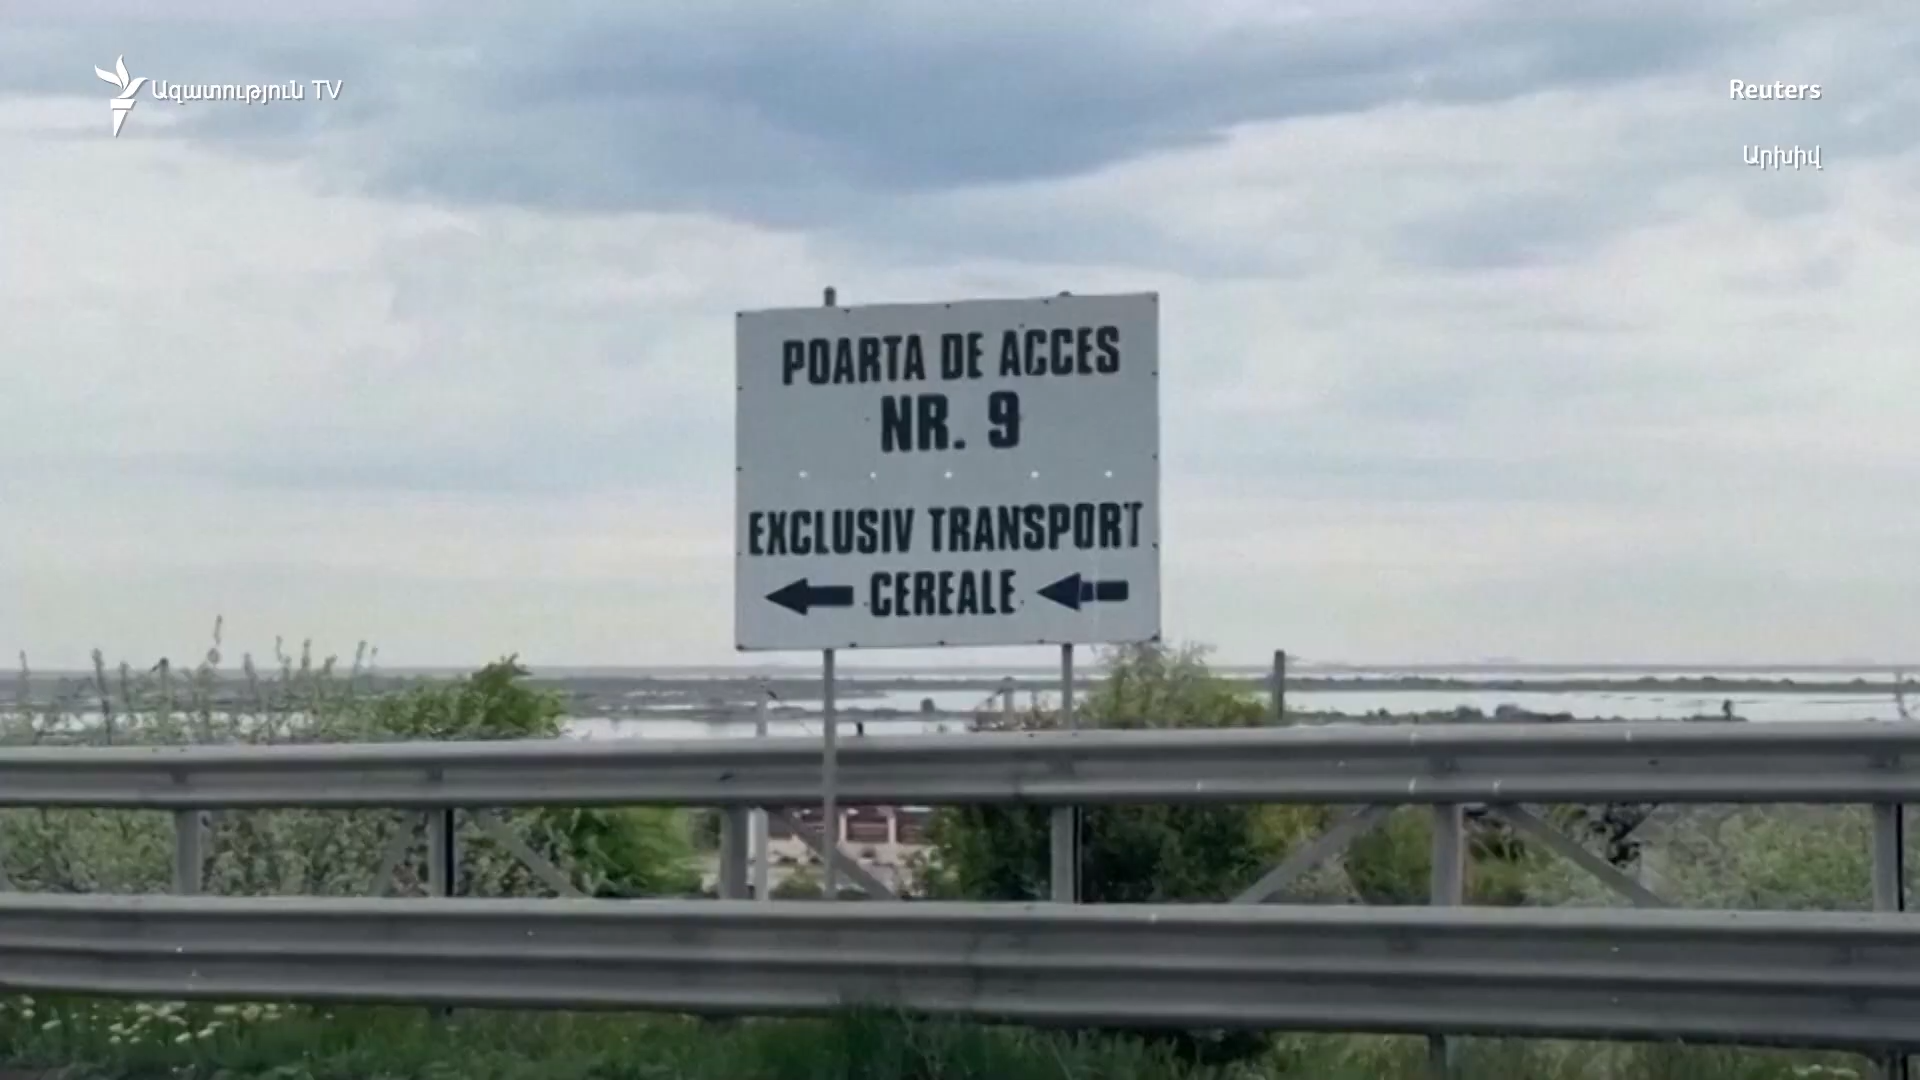 Ազատություն TV
Reuters
Արխիվ
POARTA DE ACCES
NR. 9
EXCLUSIV TRANSPORT
CEREALE